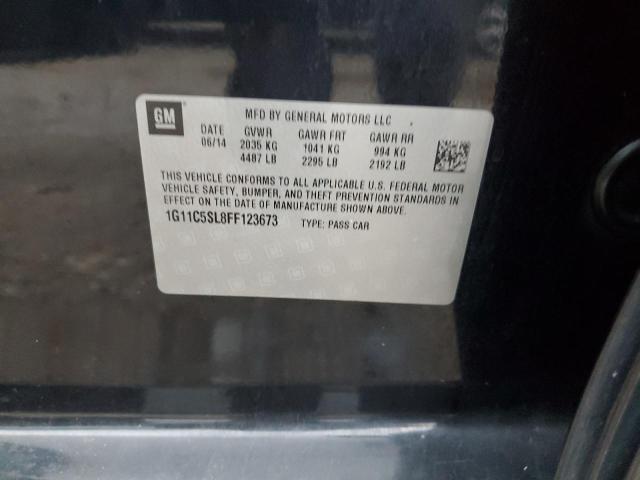 GM
MFD BY GENERAL MOTORS LLC
DATE GVWR GAWR FRT GAWR RR
06/14 2035 KG 1041 KG 994 KG
4487 LB 2295 LB 2192 LB
THIS VEHICLE CONFORMS TO ALL APPLICABLE U.S. FEDERAL MOTOR
VEHICLE SAFETY, BUMPER, AND THEFT PREVENTION STANDARDS IN
EFFECT ON THE DATE OF MANUFACTURE SHOWN ABOVE.
1G11C5SL8FF123673 TYPE: PASS CAR